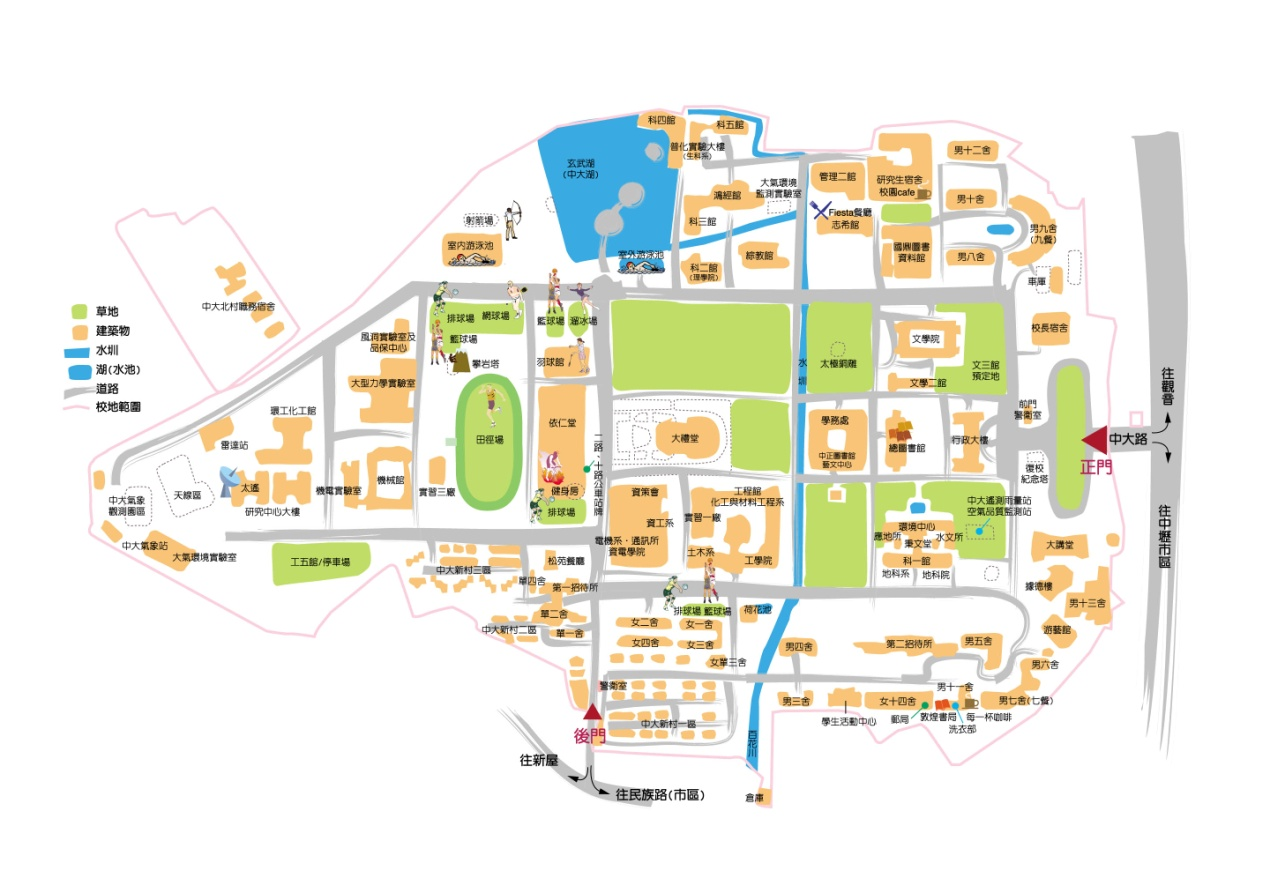 科四館
科五館
普化實驗大樓
(生科系)
玄武湖
(中大湖)
鴻經館
大氣環境
監測實驗室
管理二館
研究生宿舍
校園cafe
男十二舍
男十舍
射箭場
科三館
Fiesta餐廳
志希館
男九舍
(九餐)
室內游泳池
室外游泳池
科二館
(理學院)
綜教館
國鼎圖書
資料館
男八舍
車庫
中大北村職務宿舍
草地
建築物
水圳
湖(水池)
道路
校地範圍
排球場
網球場
籃球場
溜冰場
籃球場
風洞實驗室及
品保中心
攀岩塔
羽球館
大型力學實驗室
水
圳
太極銅雕
文學院
文學二館
文三館
預定地
校長宿舍
環工化工館
雷達站
依仁堂
田徑場
大禮堂
學務處
中正圖書館
藝文中心
總圖書館
行政大樓
前門
警衛室
復校
紀念塔
往觀音
中大路
正門
往中壢市區
二路、十路公車站牌
天線區
太遙
研究中心大樓
機電實驗室
機械館
實習三廠
健身房
排球場
中大氣象
觀測園區
中大氣象站
大氣環境實驗室
工五館/停車場
資策會
資工系
電機系・通訊所
資電學院
工程館
化工與材料工程系
實習一廠
土木系
工學院
中大遙測雨量站
空氣品質監測站
環境中心
應地所
秉文堂
水文所
科一館
地科系
地科院
大講堂
據德樓
男十三舍
游藝館
中大新村三區
松苑餐廳
單四舍
第一招待所
單二舍
單一舍
中大新村二區
排球場
籃球場
荷花池
女二舍
女一舍
女四舍
女三舍
女單三舍
男四舍
第二招待所
男五舍
男六舍
警衛室
中大新村一區
男三舍
學生活動中心
女十四舍
男十一舍
男七舍(七餐)
郵局
敦煌書局
每一杯咖啡
洗衣部
後門
往新屋
往民族路(市區)
百花川
倉庫